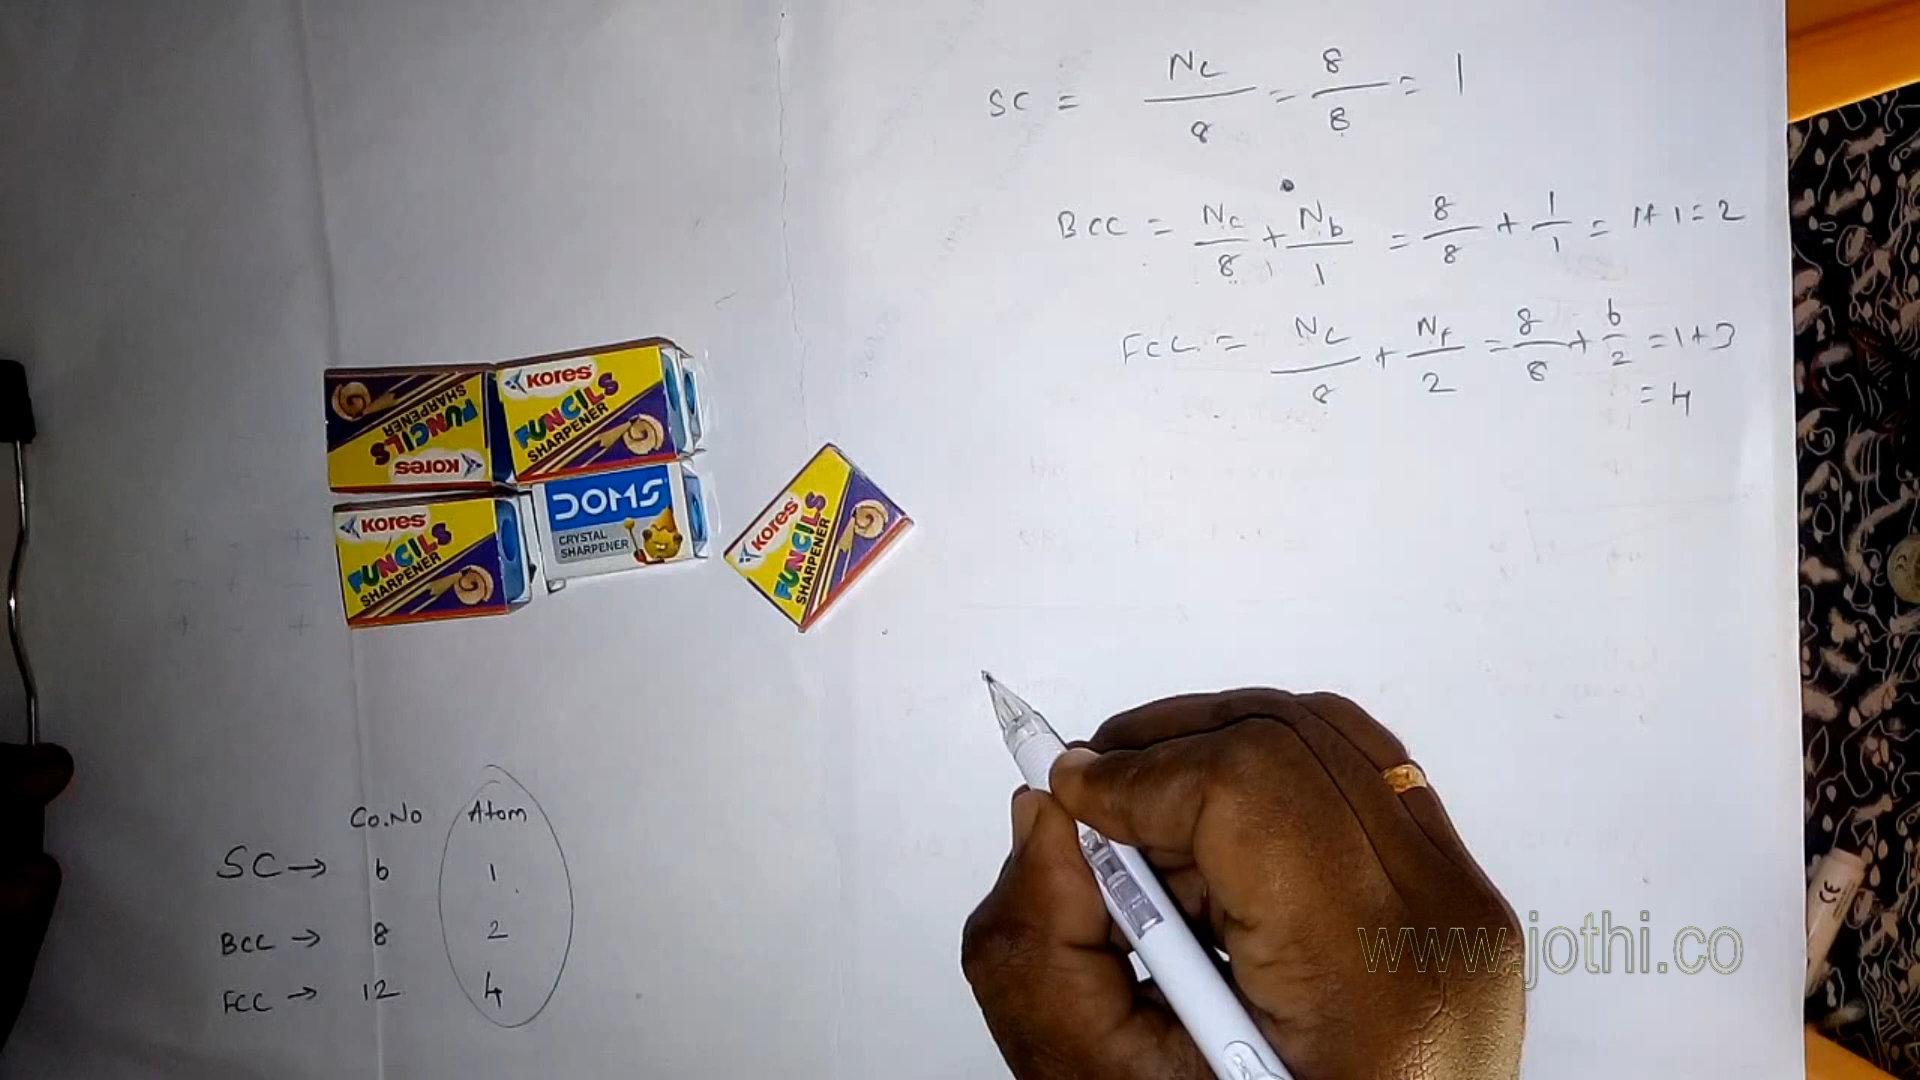 SC = Nc/8 = 8/8 = 1
BCC = Nc/8 + Nb/1 = 8/8 + 1/1 = 1+1=2
FCC = Nc/8 + Nf/2 = 8/8 + 6/2 = 1+3
= 4
KORES FUNCILS SHARPENER
KORES FUNCILS SHARPENER
KORES FUNCILS SHARPENER
DOMS CRYSTAL SHARPENER
KORES FUNCILS SHARPENER
Co.No Atom
SC → 6 1
BCC → 8 2
FCC → 12 4
www.jothi.co
CE